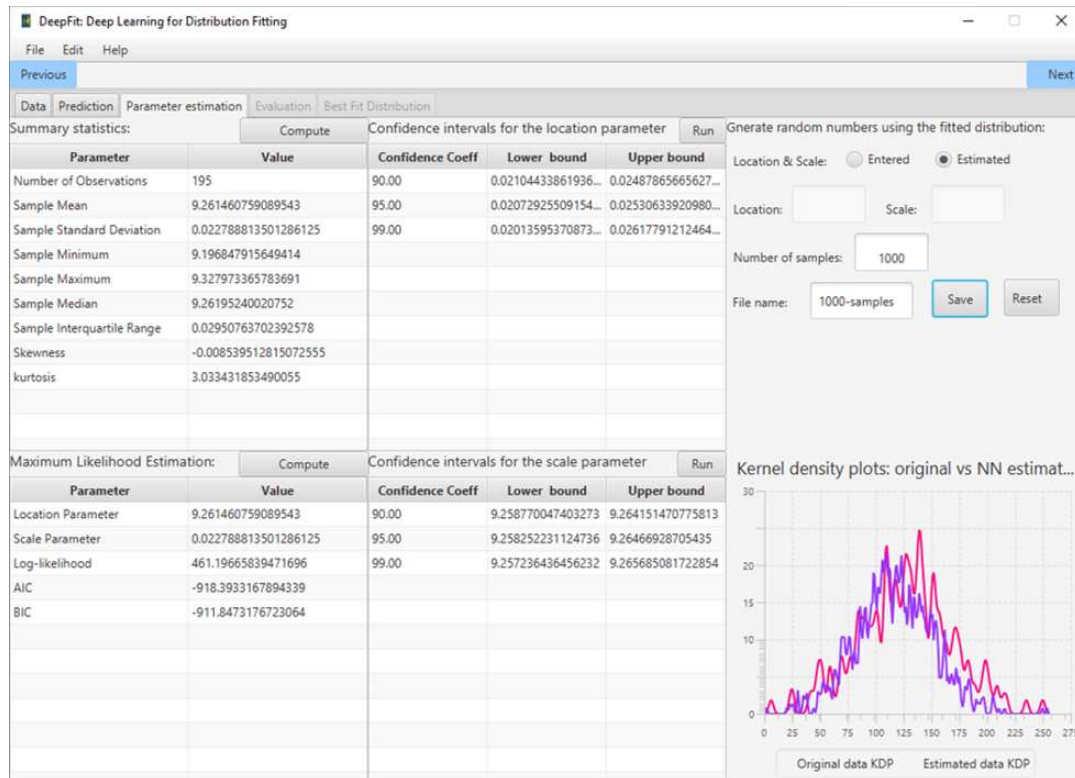 DeepFit: Deep Learning for Distribution Fitting
File Edit Help
Previous Next
Data Prediction Parameter estimation Evaluation Best Fit Distribution
Summary statistics: Compute
Parameter Value
Number of Observations 195
Sample Mean 9.261460759089543
Sample Standard Deviation 0.022788813501286125
Sample Minimum 9.196847915649414
Sample Maximum 9.327973365783691
Sample Median 9.26195240020752
Sample Interquartile Range 0.02950763702392578
Skewness -0.008539512815072555
kurtosis 3.033431853490055
Confidence intervals for the location parameter Run
Confidence Coeff Lower bound Upper bound
90.00 0.02104433861936... 0.02487865665627...
95.00 0.02072925509154... 0.02530633920980...
99.00 0.02013595370873... 0.02617791212464...
Gnerate random numbers using the fitted distribution:
Location & Scale: Entered Estimated
Location: Scale:
Number of samples: 1000
File name: 1000-samples Save Reset
Maximum Likelihood Estimation: Compute
Parameter Value
Location Parameter 9.261460759089543
Scale Parameter 0.022788813501286125
Log-likelihood 461.19665839471696
AIC -918.3933167894339
BIC -911.8473176723064
Confidence intervals for the scale parameter Run
Confidence Coeff Lower bound Upper bound
90.00 9.258770047403273 9.264151470775813
95.00 9.258252231124736 9.26466928705435
99.00 9.257236436456232 9.265685081722854
Kernel density plots: original vs NN estimat...
30
20
15
10
0
0 25 50 75 100 125 150 175 200 225 250 275
Original data KDP Estimated data KDP